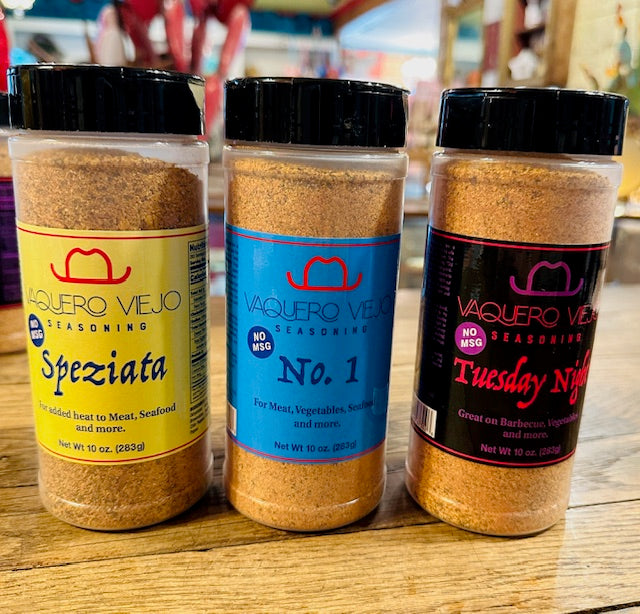 VAQUERO VIEJO
SEASONING
NO
MSG
Speziata
For added heat to Meat, Seafood
and more.
Net Wt 10 oz. (283g)
VAQUERO VIEJO
SEASONING
NO
MSG
No. 1
For Meat, Vegetables, Seafood
and more.
Net Wt 10 oz. (283g)
VAQUERO VIEJO
SEASONING
NO
MSG
Tuesday Night
Great on Barbecue, Vegetables
and more.
Net Wt 10 oz. (283g)